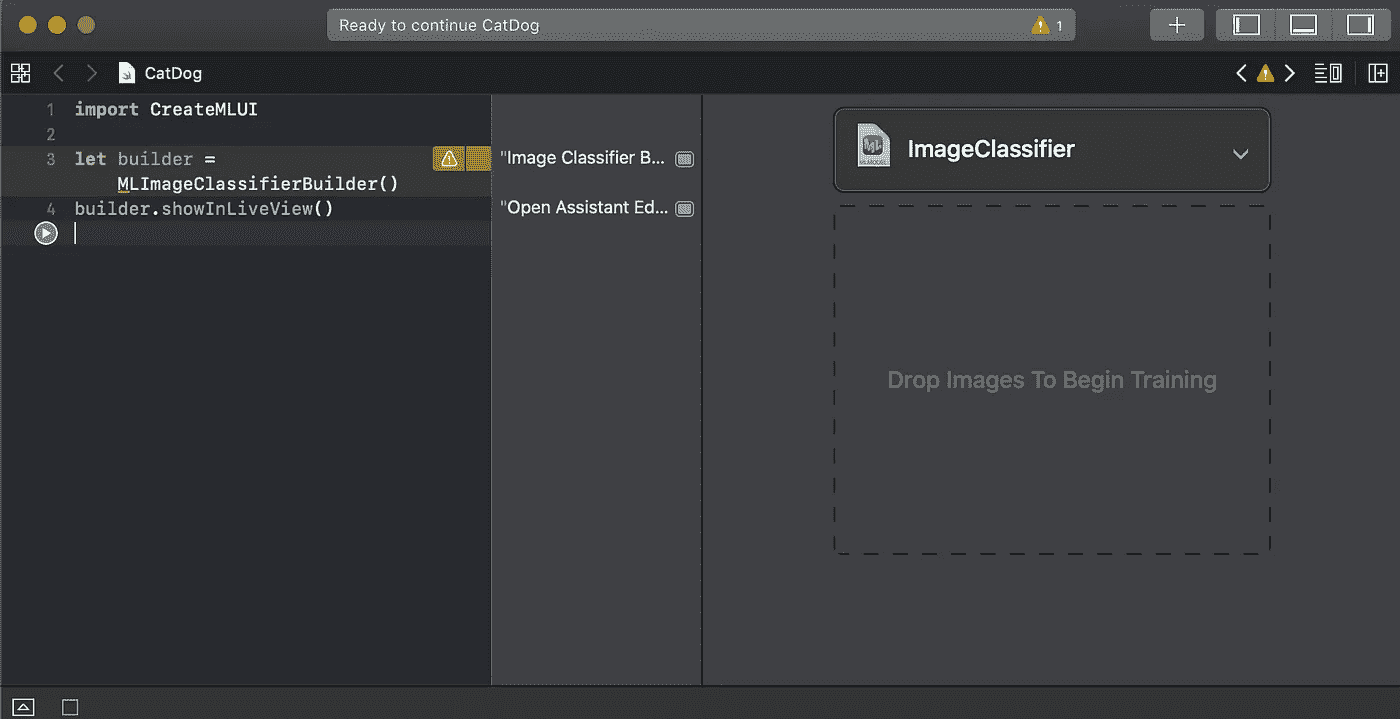 Ready to continue CatDog
1
CatDog
1 import CreateMLUI
2
3 let builder =
MLImageClassifierBuilder()
4 builder.showInLiveView()
"Image Classifier B...
"Open Assistant Ed...
ML
ImageClassifier
Drop Images To Begin Training